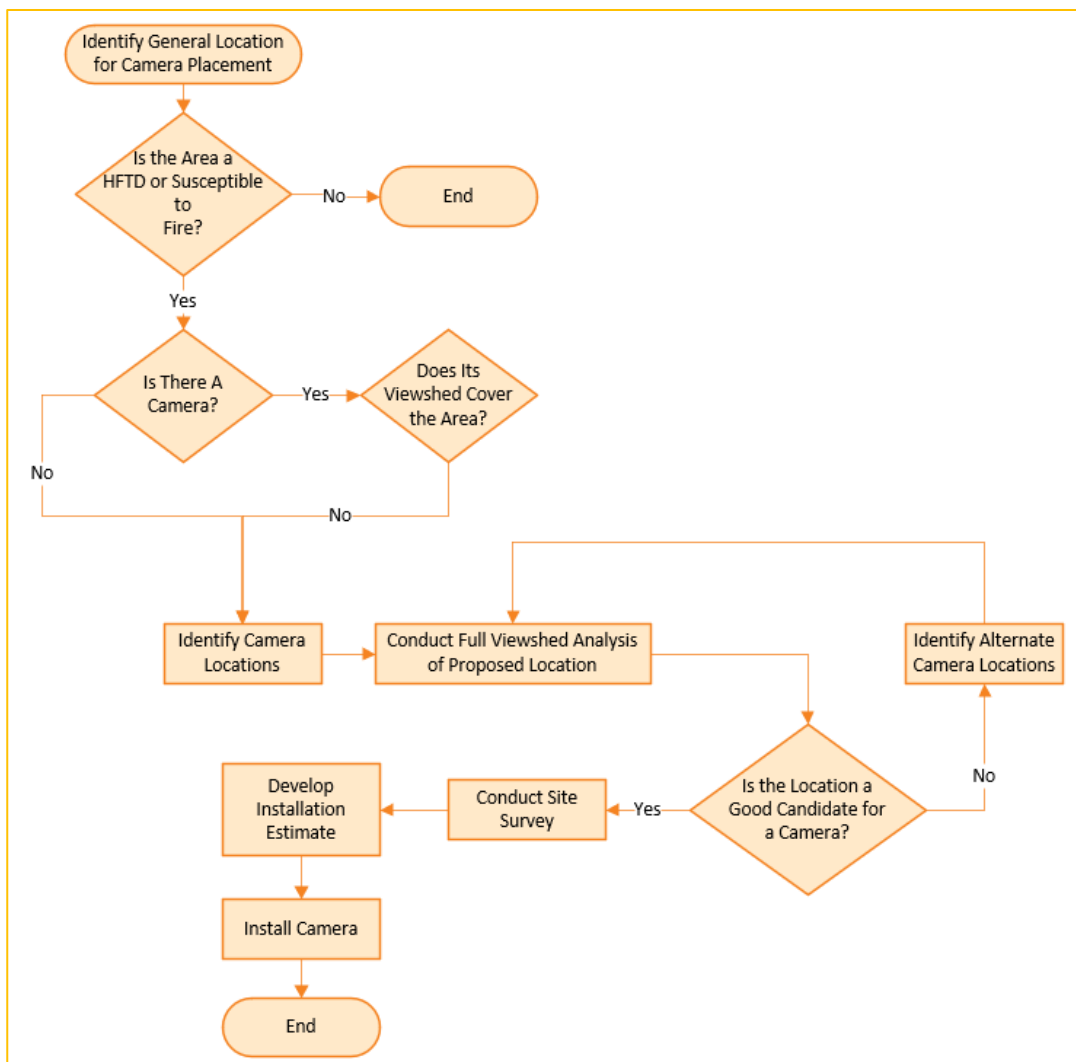 Identify General Location
for Camera Placement
Is the Area a
HFTD or Susceptible
to
Fire?
No
End
Yes
Is There A
Camera?
Yes
Does Its
Viewshed Cover
the Area?
No
No
Identify Camera
Locations
Conduct Full Viewshed Analysis
of Proposed Location
Identify Alternate
Camera Locations
Is the Location a
Good Candidate for
a Camera?
No
Yes
Conduct Site
Survey
Develop
Installation
Estimate
Install Camera
End